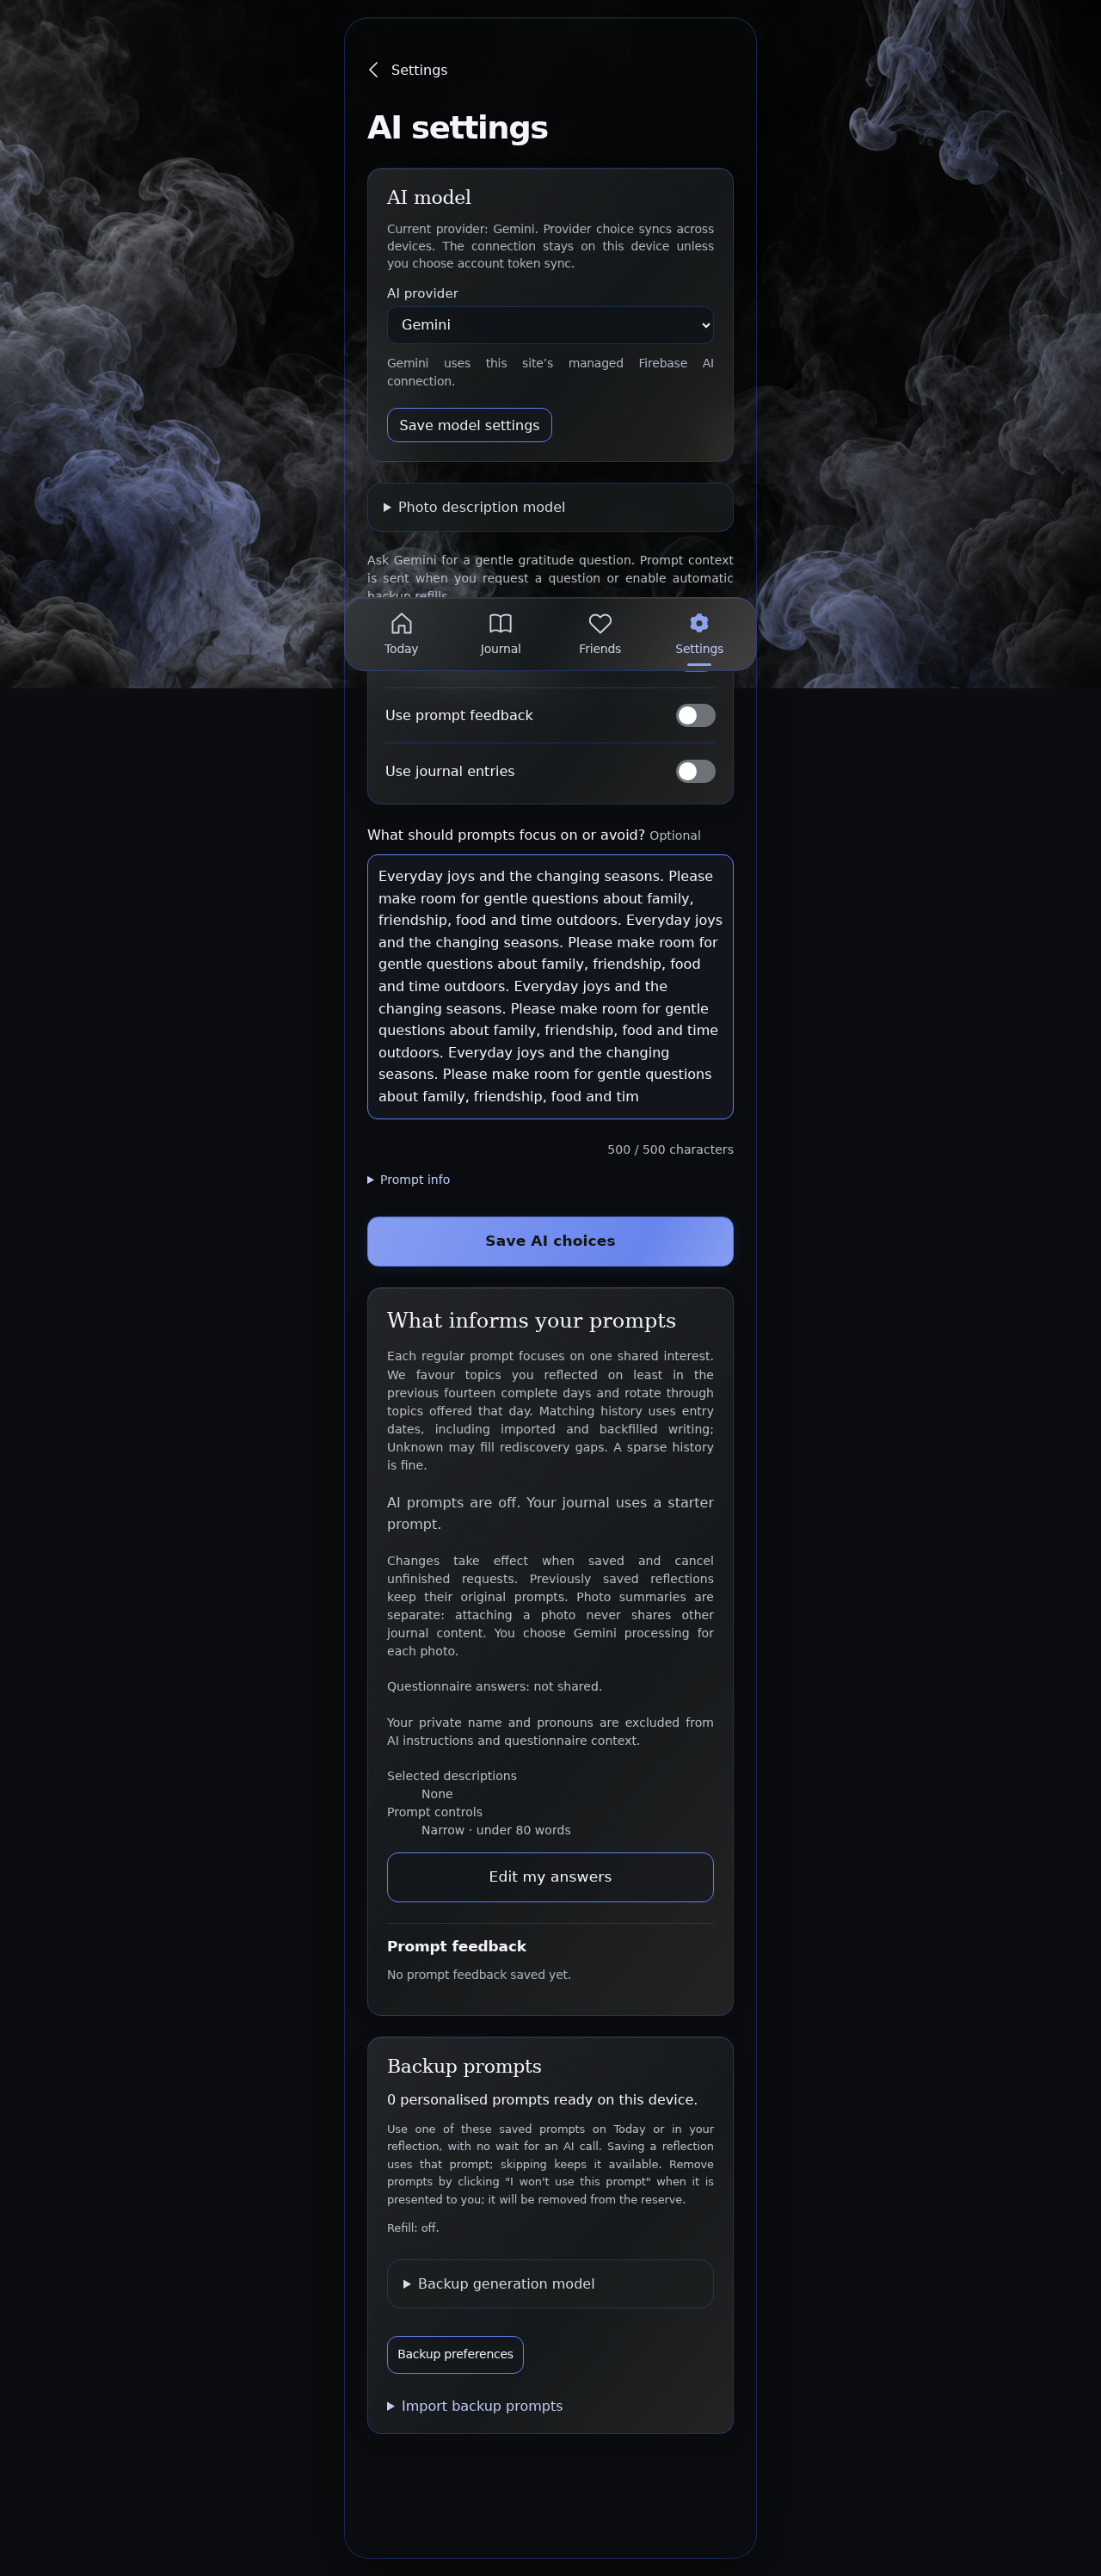 Settings
AI settings
AI model
Current provider: Gemini. Provider choice syncs across
devices. The connection stays on this device unless
you choose account token sync.
AI provider
Gemini
Gemini uses this site’s managed Firebase AI
connection.
Save model settings
Photo description model
Ask Gemini for a gentle gratitude question. Prompt context
is sent when you request a question or enable automatic
backup refills.
Today
Journal
Friends
Settings
Use prompt feedback
Use journal entries
What should prompts focus on or avoid? Optional
Everyday joys and the changing seasons. Please
make room for gentle questions about family,
friendship, food and time outdoors. Everyday joys
and the changing seasons. Please make room for
gentle questions about family, friendship, food
and time outdoors. Everyday joys and the
changing seasons. Please make room for gentle
questions about family, friendship, food and time
outdoors. Everyday joys and the changing
seasons. Please make room for gentle questions
about family, friendship, food and tim
500 / 500 characters
Prompt info
Save AI choices
What informs your prompts
Each regular prompt focuses on one shared interest.
We favour topics you reflected on least in the
previous fourteen complete days and rotate through
topics offered that day. Matching history uses entry
dates, including imported and backfilled writing;
Unknown may fill rediscovery gaps. A sparse history
is fine.
AI prompts are off. Your journal uses a starter
prompt.
Changes take effect when saved and cancel
unfinished requests. Previously saved reflections
keep their original prompts. Photo summaries are
separate: attaching a photo never shares other
journal content. You choose Gemini processing for
each photo.
Questionnaire answers: not shared.
Your private name and pronouns are excluded from
AI instructions and questionnaire context.
Selected descriptions
None
Prompt controls
Narrow · under 80 words
Edit my answers
Prompt feedback
No prompt feedback saved yet.
Backup prompts
0 personalised prompts ready on this device.
Use one of these saved prompts on Today or in your
reflection, with no wait for an AI call. Saving a reflection
uses that prompt; skipping keeps it available. Remove
prompts by clicking "I won't use this prompt" when it is
presented to you; it will be removed from the reserve.
Refill: off.
Backup generation model
Backup preferences
Import backup prompts